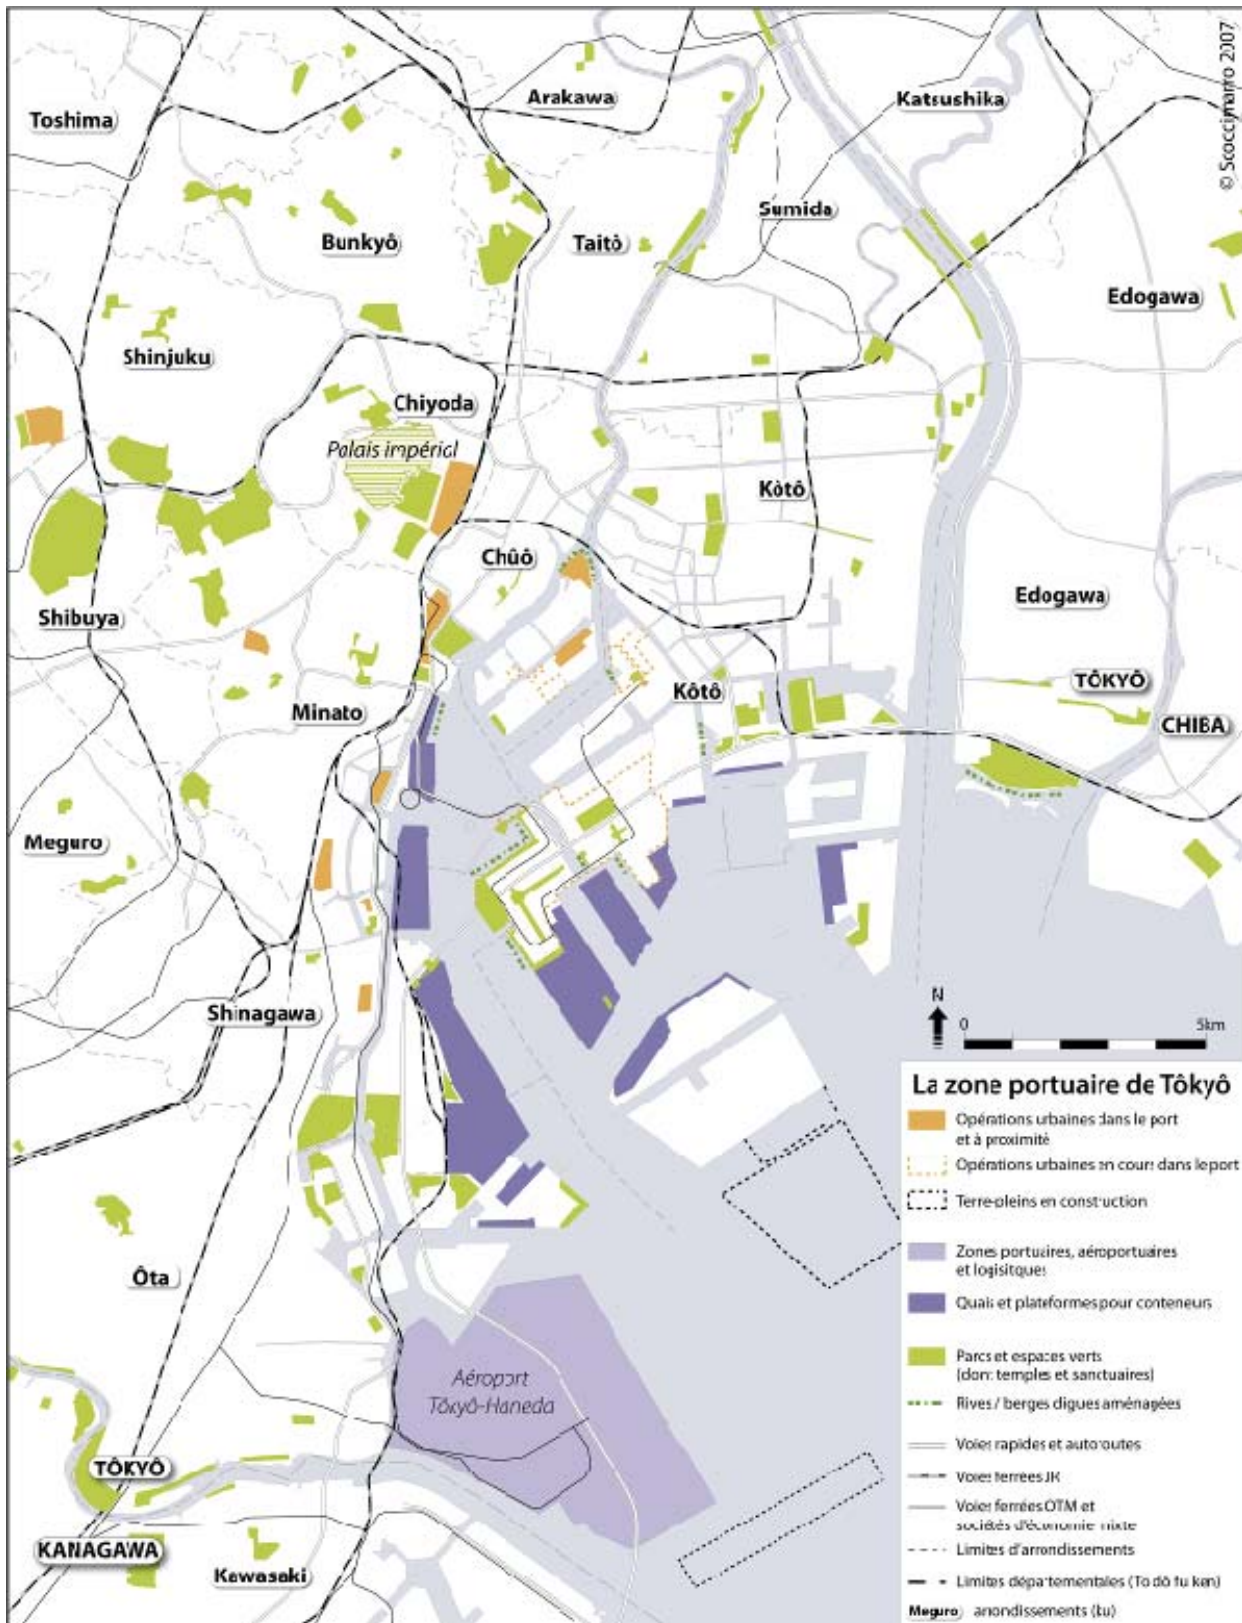 © Scoccimarro 2007
Toshima
Arakawa
Katsushika
Bunkyô
Taitô
Sumida
Edogawa
Shinjuku
Chiyoda
Palais impérial
Kôtô
Chûô
Edogawa
Shibuya
TÔKYÔ
Kôtô
Minato
CHIBA
Meguro
Shinagawa
N
0 5km
La zone portuaire de Tôkyô
Opérations urbaines dans le port
et à proximité
Opérations urbaines en cours dans le port
Terre-pleins en construction
Zones portuaires, aéroportuaires
et logisitques
Quais et plateformes pour conteneurs
Parcs et espaces verts
(dont temples et sanctuaires)
Rives / berges digues aménagées
Voies rapides et autoroutes
Voies ferrées JR
Voies ferrées OTM et
sociétés d'économie mixte
Limites d'arrondissements
Limites départementales (To dô fu ken)
Meguro arrondissements (ku)
Ôta
Aéroport
Tôkyô-Haneda
TÔKYÔ
KANAGAWA
Kawasaki